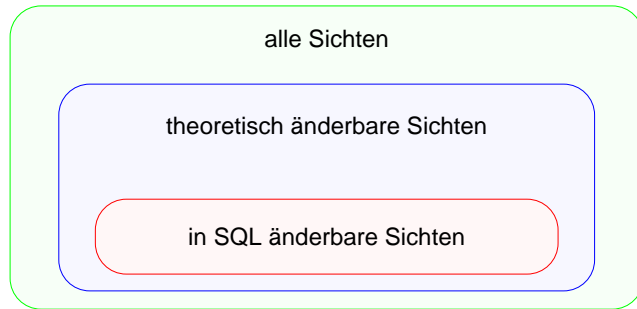 alle Sichten
theoretisch änderbare Sichten
in SQL änderbare Sichten